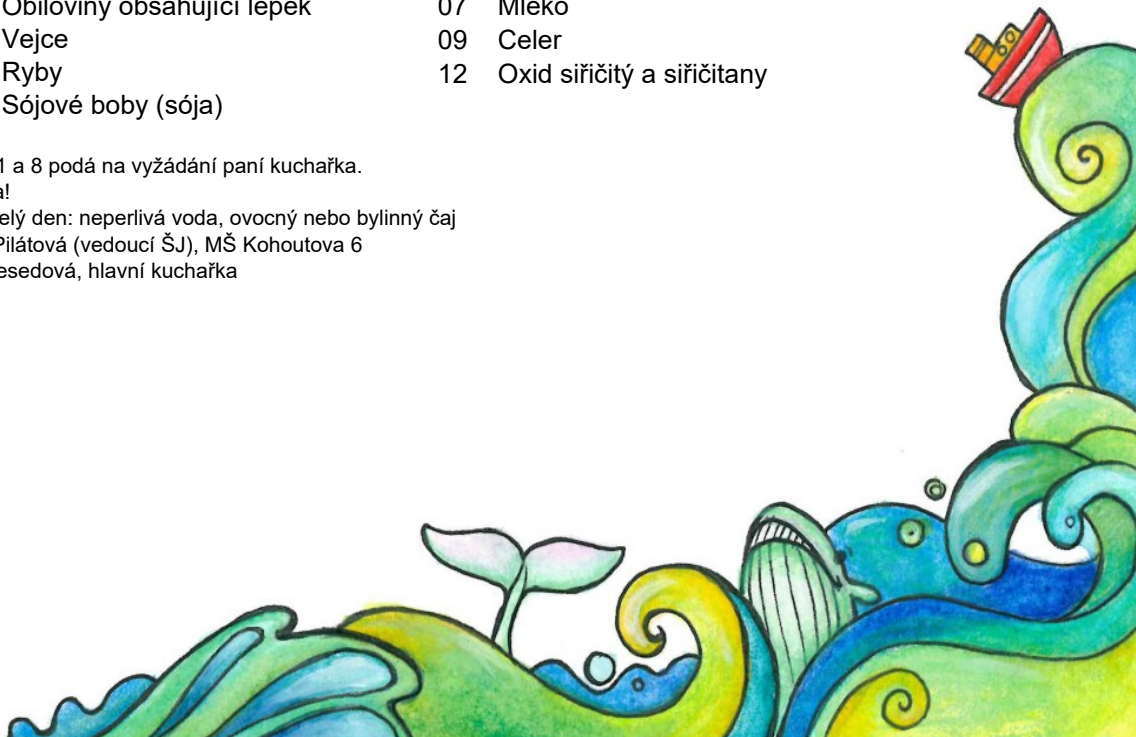 Obiloviny obsahující lepek
07 Mléko
Vejce
09 Celer
Ryby
12 Oxid siřičitý a siřičitany
Sójové boby (sója)
1 a 8 podá na vyžádání paní kuchařka.
a!
elý den: neperlivá voda, ovocný nebo bylinný čaj
Pilátová (vedoucí ŠJ), MŠ Kohoutova 6
esedová, hlavní kuchařka